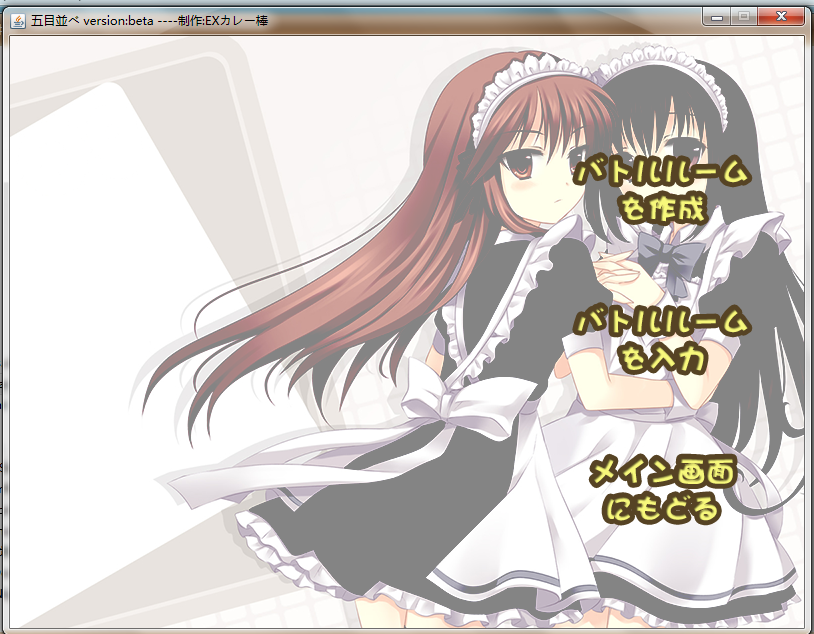 五目並べ version:beta ----制作:EXカレー棒
バトルルーム
を作成
バトルルーム
を入力
メイン画面
にもどる